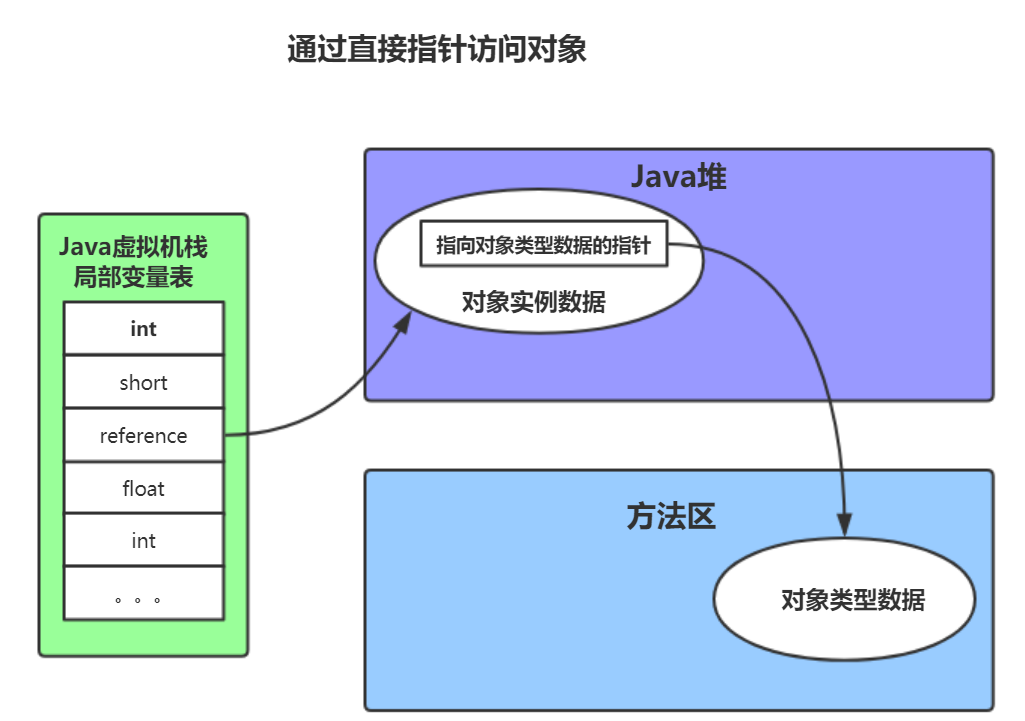 通过直接指针访问对象
Java虚拟机栈
局部变量表
int
short
reference
float
int
。。。
Java堆
指向对象类型数据的指针
对象实例数据
方法区
对象类型数据